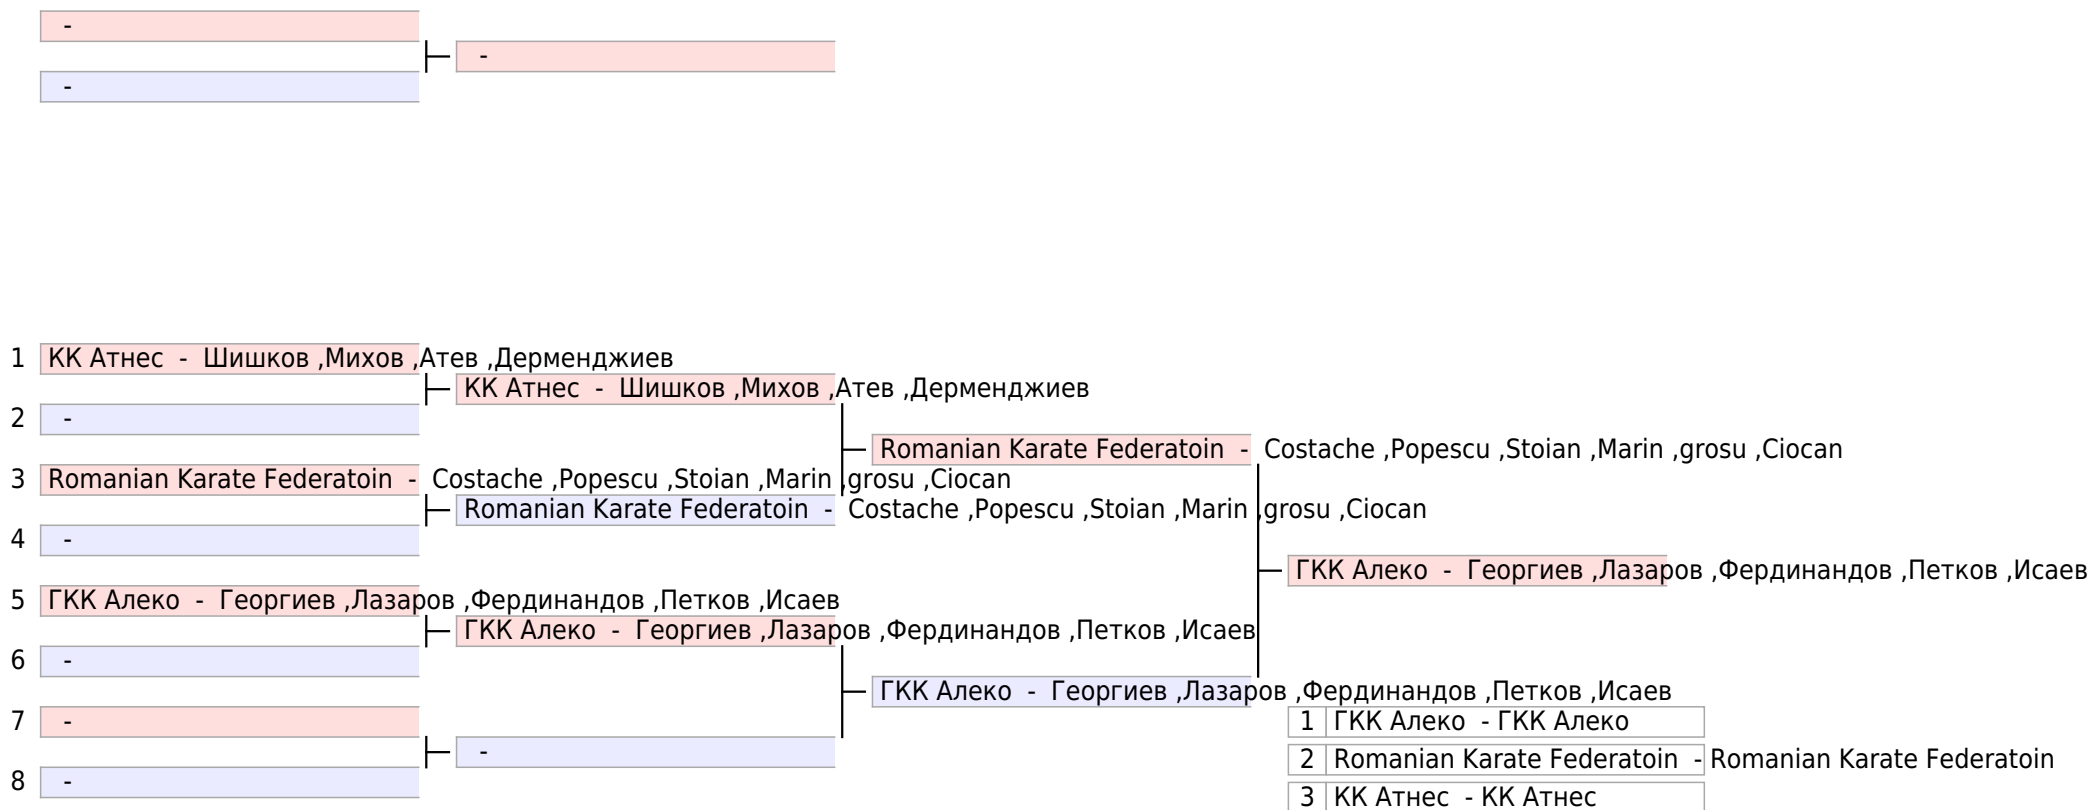 -
-
-
1 КК Атнес - Шишков ,Михов ,Атев ,Дерменджиев
КК Атнес - Шишков ,Михов ,Атев ,Дерменджиев
2 -
Romanian Karate Federatoin - Costache ,Popescu ,Stoian ,Marin ,grosu ,Ciocan
3 Romanian Karate Federatoin - Costache ,Popescu ,Stoian ,Marin ,grosu ,Ciocan
Romanian Karate Federatoin - Costache ,Popescu ,Stoian ,Marin ,grosu ,Ciocan
4 -
ГКК Алеко - Георгиев ,Лазаров ,Фердинандов ,Петков ,Исаев
5 ГКК Алеко - Георгиев ,Лазаров ,Фердинандов ,Петков ,Исаев
ГКК Алеко - Георгиев ,Лазаров ,Фердинандов ,Петков ,Исаев
6 -
ГКК Алеко - Георгиев ,Лазаров ,Фердинандов ,Петков ,Исаев
7 -
1 ГКК Алеко - ГКК Алеко
-
2 Romanian Karate Federatoin - Romanian Karate Federatoin
8 -
3 КК Атнес - КК Атнес